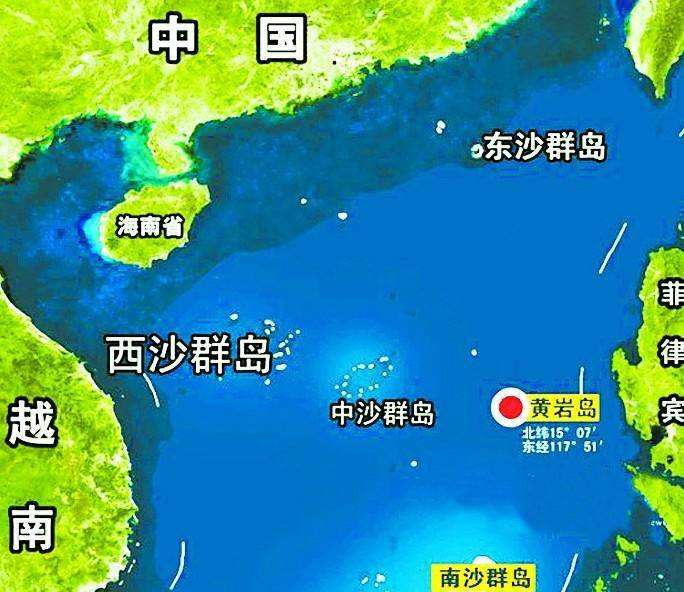 中 国
东沙群岛
海南省
菲律宾
西沙群岛
中沙群岛
黄岩岛
北纬15° 07′
东经117° 51′
越南
南沙群岛